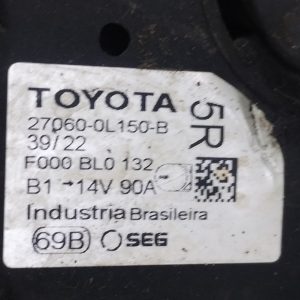 TOYOTA
5R
27060-0L150-B
39/22
F000 BL0 132
B1 →14V 90A
Industria Brasileira
69B SEG